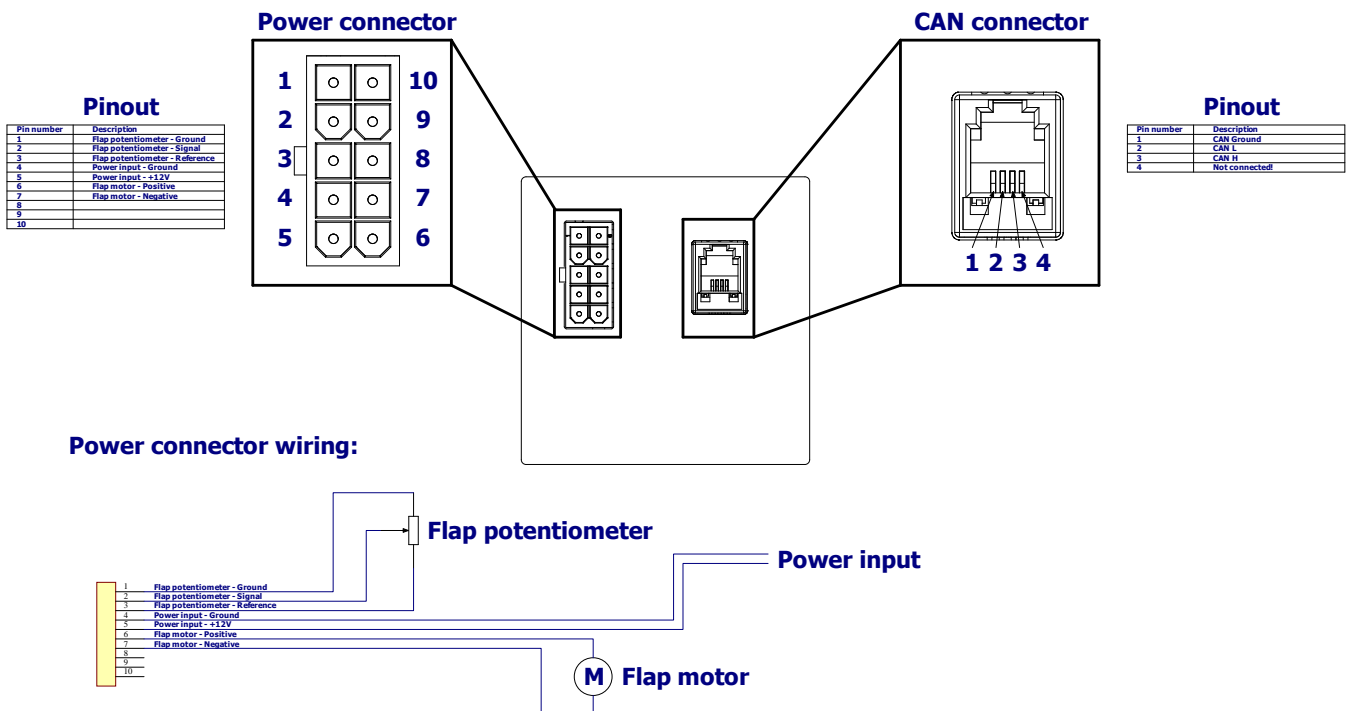 Power connector
CAN connector
1 10
2 9
3 8
4 7
5 6
Pinout
Pin number Description
1 Flap potentiometer - Ground
2 Flap potentiometer - Signal
3 Flap potentiometer - Reference
4 Power input - Ground
5 Power input - +12V
6 Flap motor - Positive
7 Flap motor - Negative
8
9
10
1 2 3 4
Pinout
Pin number Description
1 CAN Ground
2 CAN L
3 CAN H
4 Not connected!
Power connector wiring:
Flap potentiometer
Power input
1 Flap potentiometer - Ground
2 Flap potentiometer - Signal
3 Flap potentiometer - Reference
4 Power input - Ground
5 Power input - +12V
6 Flap motor - Positive
7 Flap motor - Negative
8
9
10
M Flap motor